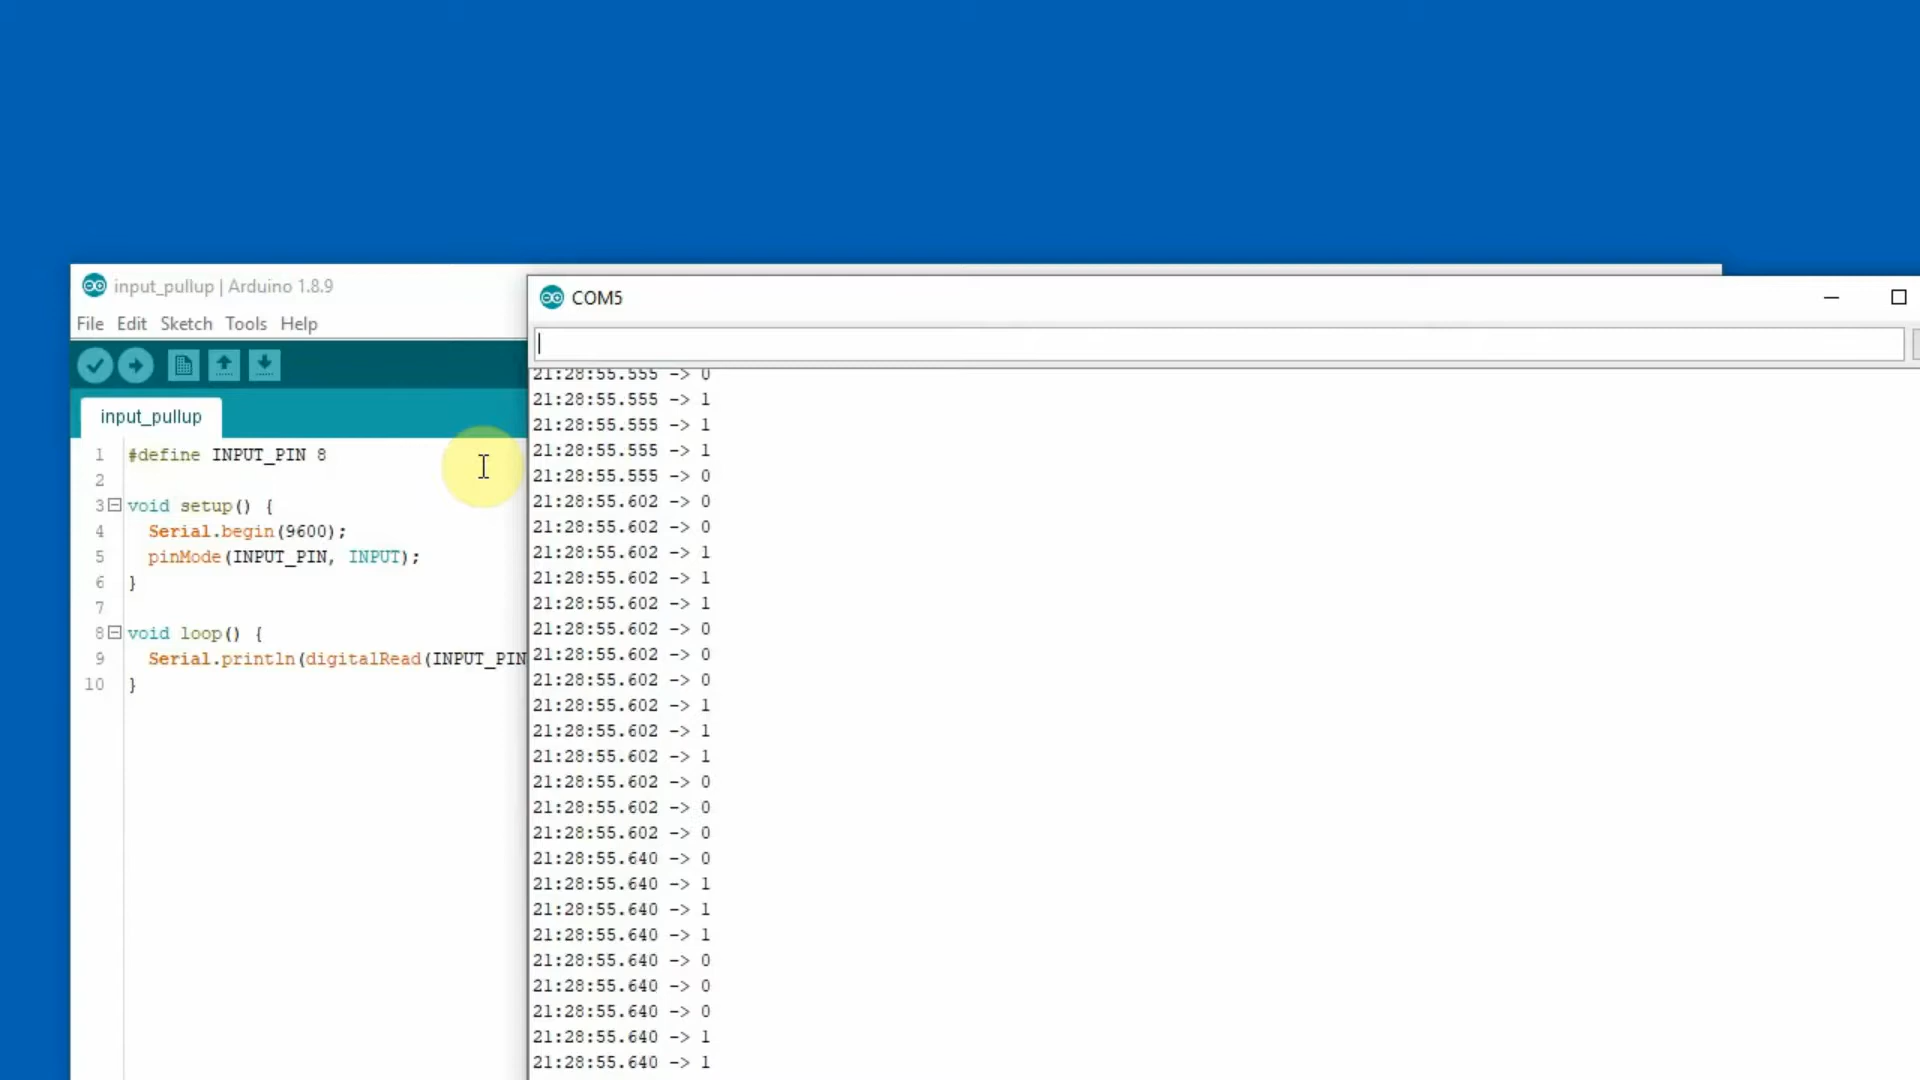 input_pullup | Arduino 1.8.9
File Edit Sketch Tools Help
input_pullup
1 #define INPUT_PIN 8
2
3 void setup() {
4 Serial.begin(9600);
5 pinMode(INPUT_PIN, INPUT);
6 }
7
8 void loop() {
9 Serial.println(digitalRead(INPUT_PIN
10 }
COM5
21:28:55.555 -> 0
21:28:55.555 -> 1
21:28:55.555 -> 1
21:28:55.555 -> 1
21:28:55.555 -> 0
21:28:55.602 -> 0
21:28:55.602 -> 0
21:28:55.602 -> 1
21:28:55.602 -> 1
21:28:55.602 -> 1
21:28:55.602 -> 0
21:28:55.602 -> 0
21:28:55.602 -> 0
21:28:55.602 -> 1
21:28:55.602 -> 1
21:28:55.602 -> 1
21:28:55.602 -> 0
21:28:55.602 -> 0
21:28:55.602 -> 0
21:28:55.640 -> 0
21:28:55.640 -> 1
21:28:55.640 -> 1
21:28:55.640 -> 1
21:28:55.640 -> 0
21:28:55.640 -> 0
21:28:55.640 -> 0
21:28:55.640 -> 1
21:28:55.640 -> 1